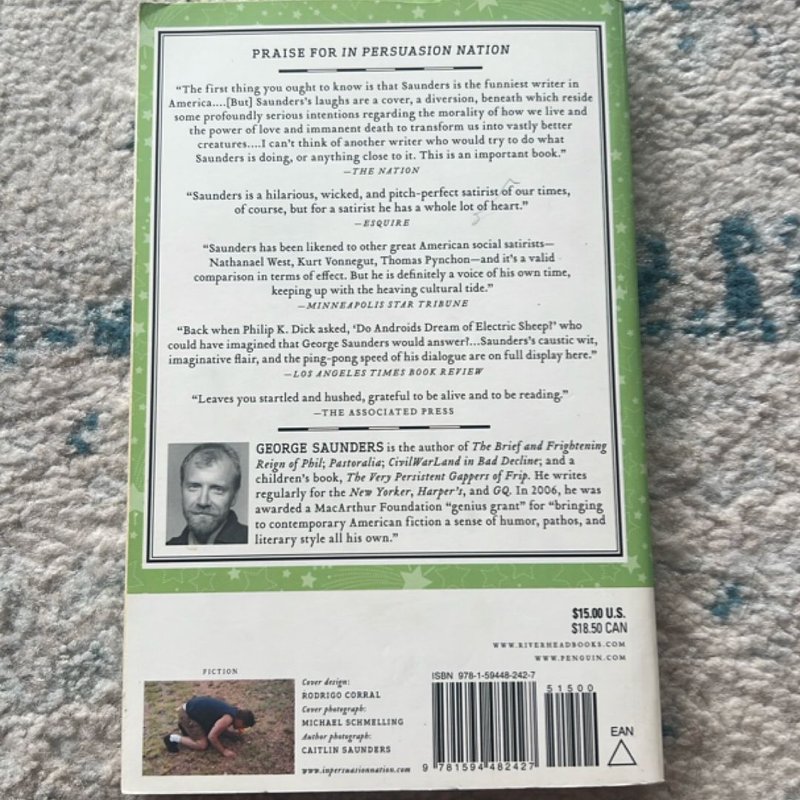 PRAISE FOR IN PERSUASION NATION
“The first thing you ought to know is that Saunders is the funniest writer in
America....[But] Saunders’s laughs are a cover, a diversion, beneath which reside
some profoundly serious intentions regarding the morality of how we live and
the power of love and immanent death to transform us into vastly better
creatures....I can’t think of another writer who would try to do what
Saunders is doing, or anything close to it. This is an important book.”
—THE NATION
“Saunders is a hilarious, wicked, and pitch-perfect satirist of our times,
of course, but for a satirist he has a whole lot of heart.”
—ESQUIRE
“Saunders has been likened to other great American social satirists—
Nathanael West, Kurt Vonnegut, Thomas Pynchon—and it’s a valid
comparison in terms of effect. But he is definitely a voice of his own time,
keeping up with the heaving cultural tide.”
—MINNEAPOLIS STAR TRIBUNE
“Back when Philip K. Dick asked, ‘Do Androids Dream of Electric Sheep?’ who
could have imagined that George Saunders would answer?...Saunders’s caustic wit,
imaginative flair, and the ping-pong speed of his dialogue are on full display here.”
—LOS ANGELES TIMES BOOK REVIEW
“Leaves you startled and hushed, grateful to be alive and to be reading.”
—THE ASSOCIATED PRESS
GEORGE SAUNDERS is the author of The Brief and Frightening
Reign of Phil; Pastoralia; CivilWarLand in Bad Decline; and a
children’s book, The Very Persistent Gappers of Frip. He writes
regularly for the New Yorker, Harper’s, and GQ. In 2006, he was
awarded a MacArthur Foundation “genius grant” for “bringing
to contemporary American fiction a sense of humor, pathos, and
literary style all his own.”
$15.00 U.S.
$18.50 CAN
WWW.RIVERHEADBOOKS.COM
WWW.PENGUIN.COM
FICTION
Cover design:
RODRIGO CORRAL
Cover photograph:
MICHAEL SCHMELLING
Author photograph:
CAITLIN SAUNDERS
www.inpersuasionnation.com
ISBN 978-1-59448-242-7
51500
9 781594 482427
EAN